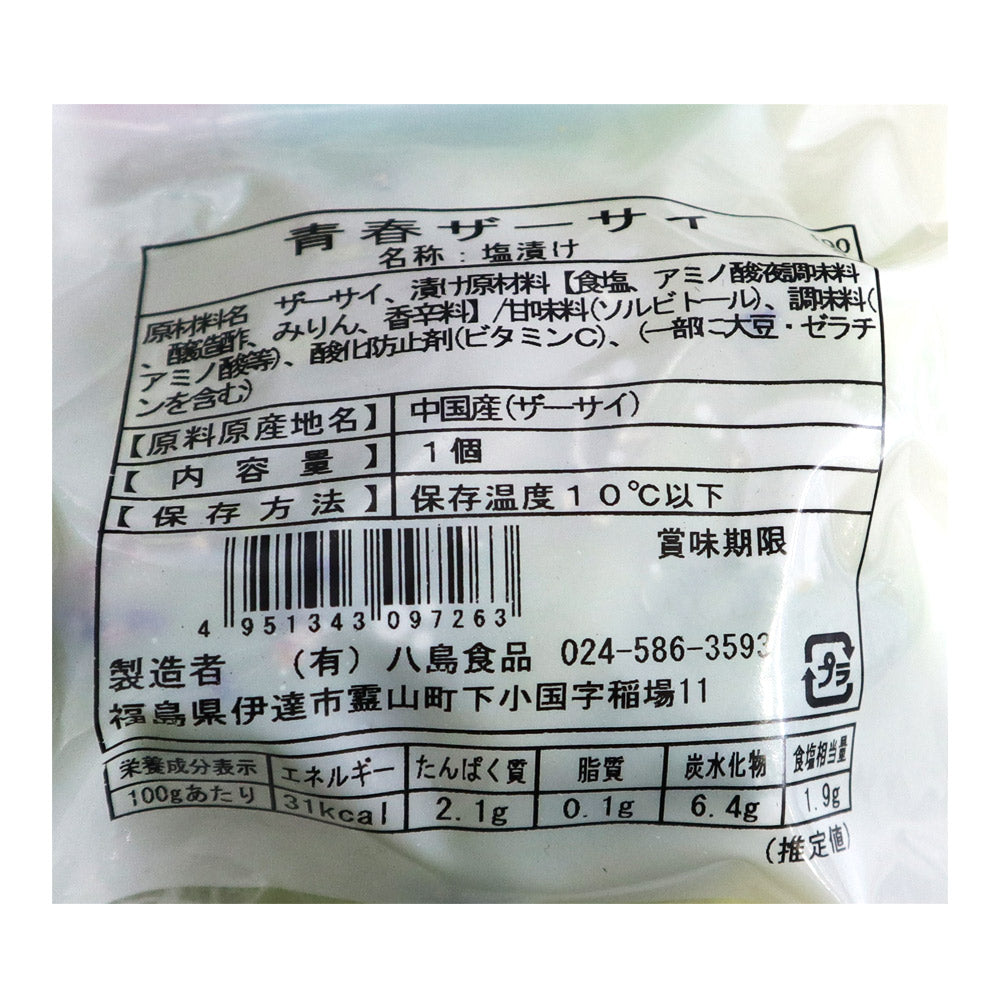 青春ザーサイ
名称：塩漬け
原材料名 ザーサイ、漬け原材料【食塩、アミノ酸液調味料
、醸造酢、みりん、香辛料】/甘味料(ソルビトール)、調味料(
アミノ酸等)、酸化防止剤(ビタミンC)、(一部に大豆・ゼラチ
ンを含む)
【原料原産地名】 中国産(ザーサイ)
【内容量】 1個
【保存方法】 保存温度10℃以下
賞味期限
4 951343 097263
製造者 (有)八島食品 024-586-3593
福島県伊達市霊山町下小国字稲場11
プラ
栄養成分表示 エネルギー たんぱく質 脂質 炭水化物 食塩相当量
100gあたり 31kcal 2.1g 0.1g 6.4g 1.9g
(推定値)